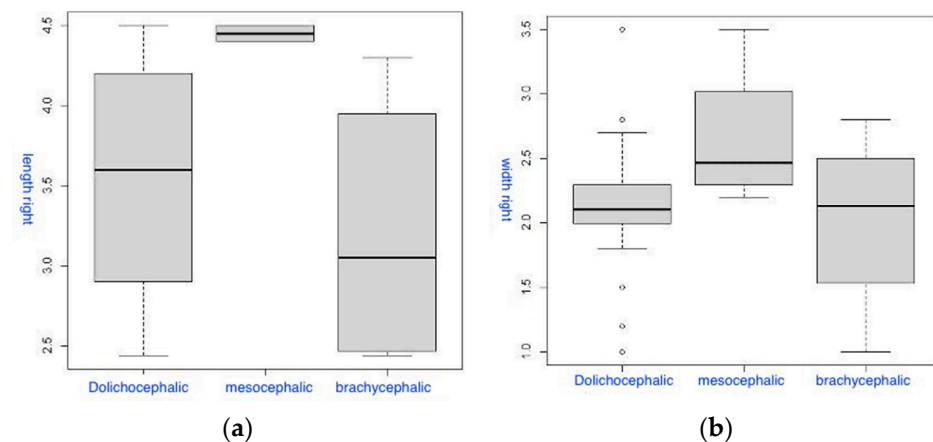 length right
4.5
4.0
3.5
3.0
2.5
Dolichocephalic mesocephalic brachycephalic
(a)
width right
3.5
3.0
2.5
2.0
1.5
1.0
Dolichocephalic mesocephalic brachycephalic
(b)